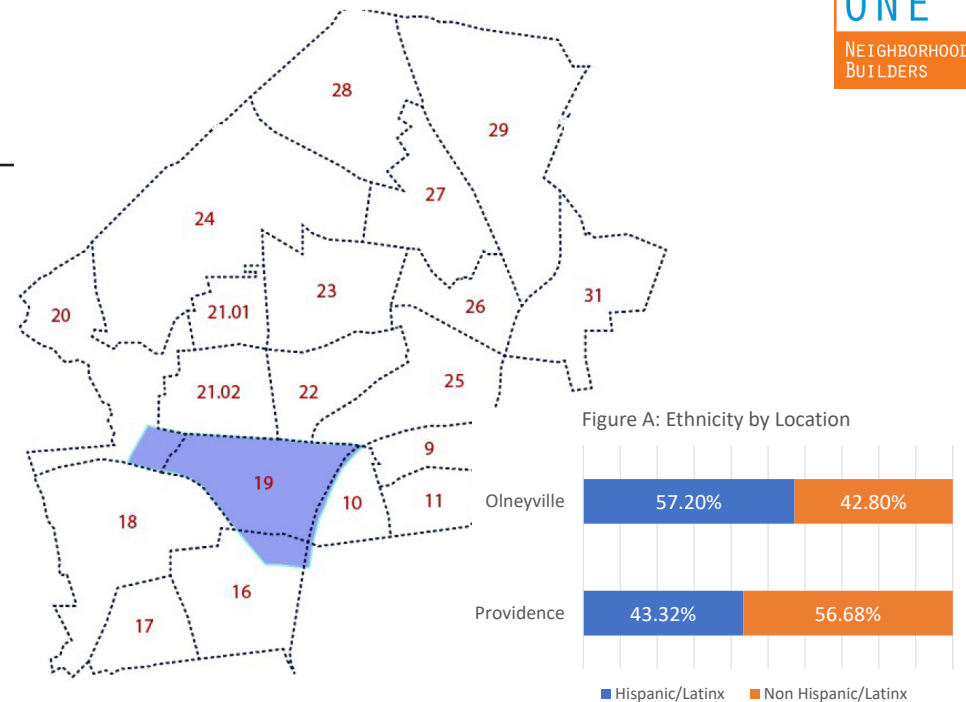 ONE
NEIGHBORHOOD
BUILDERS
28
29
27
24
23
26
31
20
21.01
21.02
22
25
9
19
10
11
18
16
17
Figure A: Ethnicity by Location
Olneyville
57.20%
42.80%
Providence
43.32%
56.68%
Hispanic/Latinx
Non Hispanic/Latinx